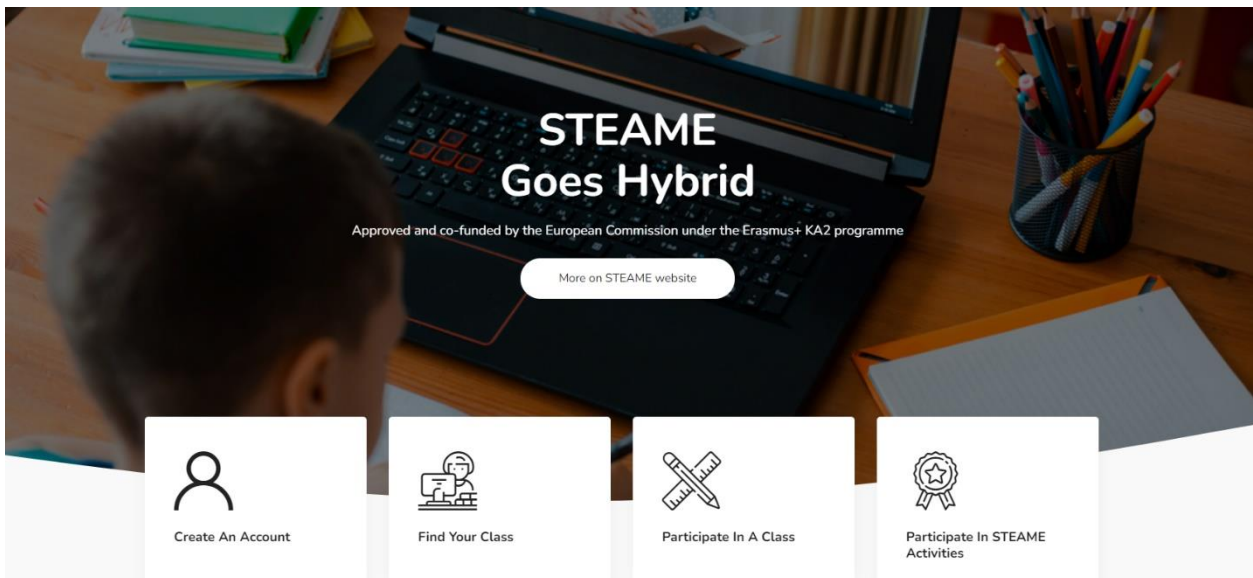 STEAME
Goes Hybrid
Approved and co-funded by the European Commission under the Erasmus+ KA2 programme
More on STEAME website
Create An Account
Find Your Class
Participate In A Class
Participate In STEAME
Activities